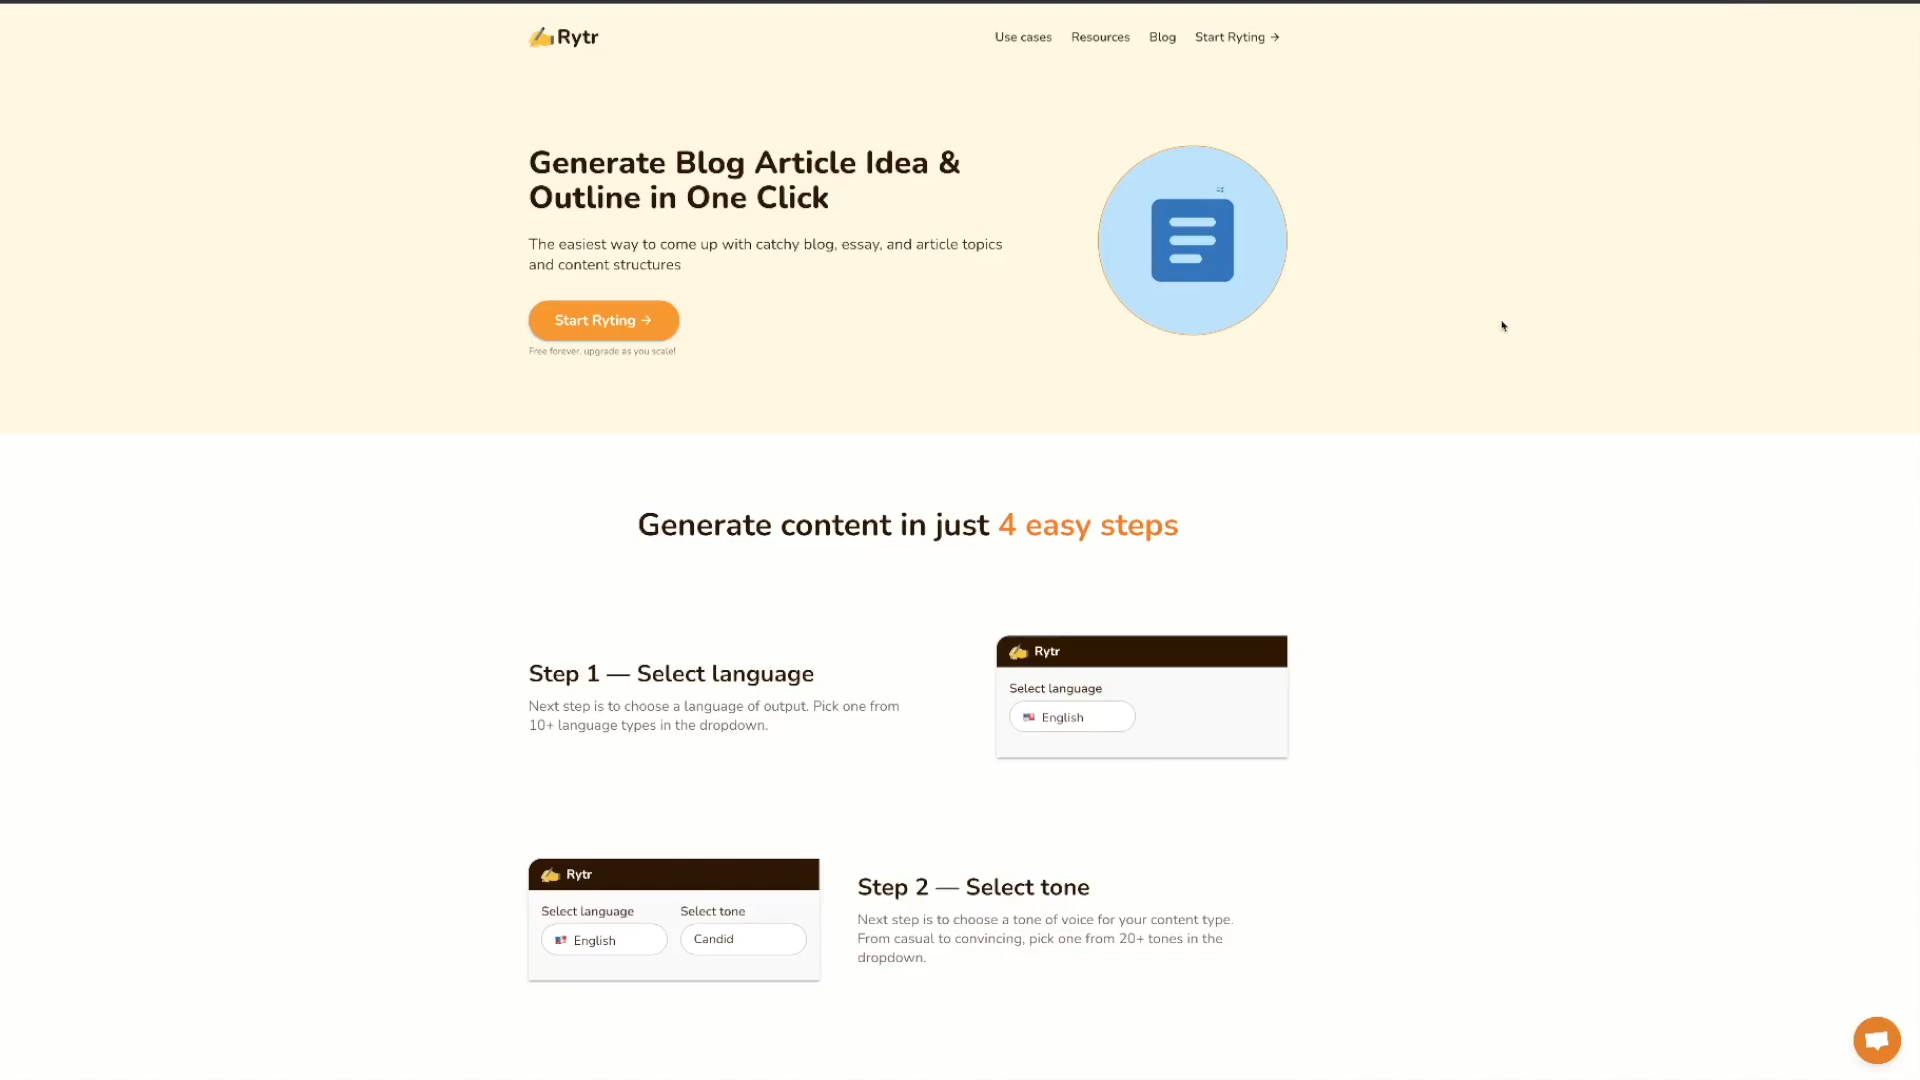 Rytr
Use cases Resources Blog Start Ryting →
Generate Blog Article Idea &
Outline in One Click
The easiest way to come up with catchy blog, essay, and article topics
and content structures
Start Ryting →
Free forever, upgrade as you scale!
Generate content in just 4 easy steps
Step 1 — Select language
Next step is to choose a language of output. Pick one from
10+ language types in the dropdown.
Rytr
Select language
English
Rytr
Select language Select tone
English Candid
Step 2 — Select tone
Next step is to choose a tone of voice for your content type.
From casual to convincing, pick one from 20+ tones in the
dropdown.